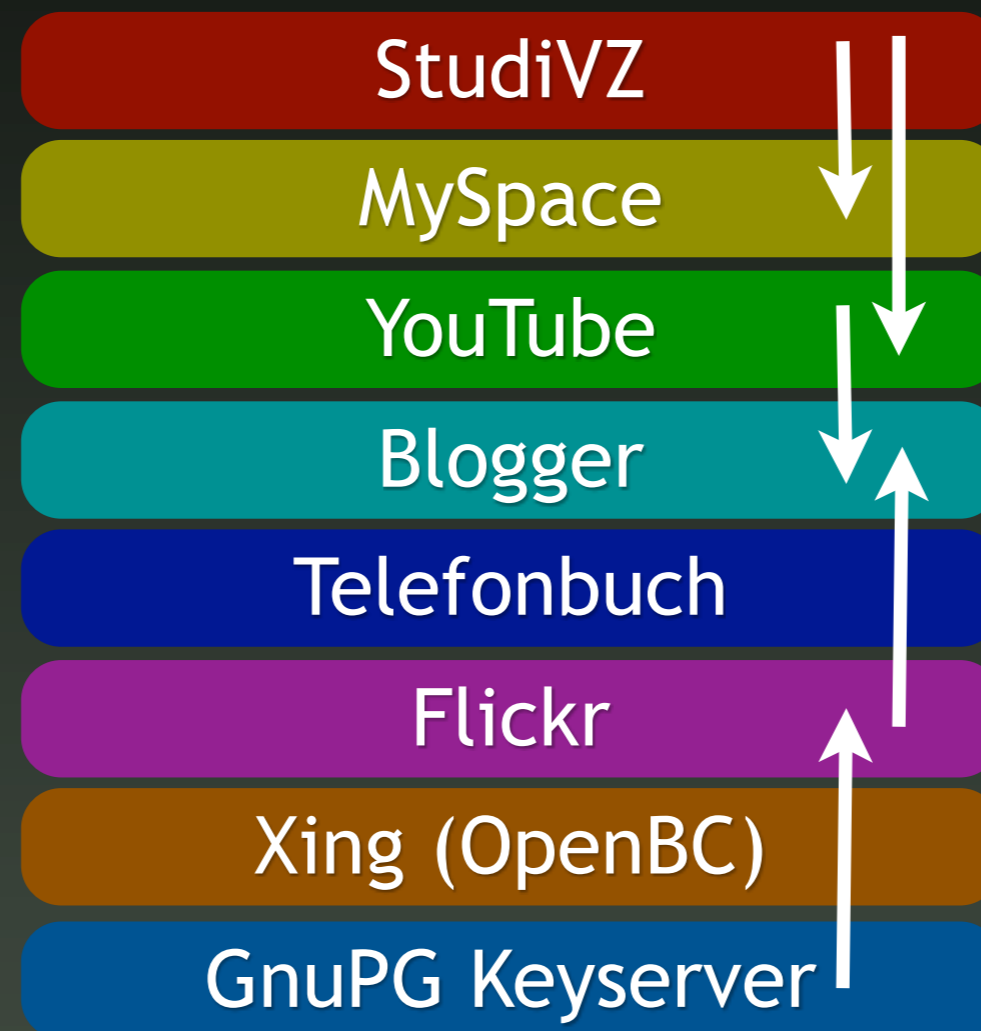 StudiVZ
MySpace
YouTube
Blogger
Telefonbuch
Flickr
Xing (OpenBC)
GnuPG Keyserver